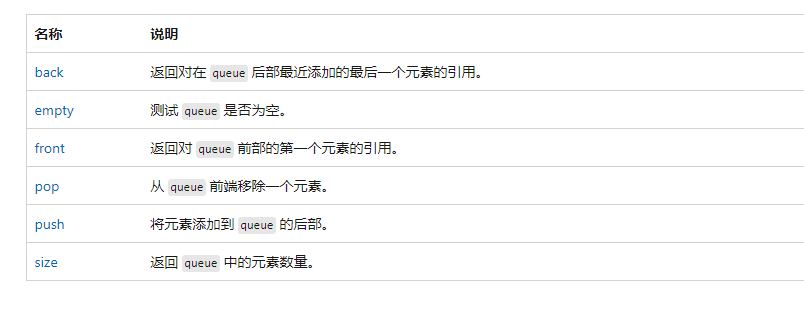 名称 说明
back 返回对在 queue 后部最近添加的最后一个元素的引用。
empty 测试 queue 是否为空。
front 返回对 queue 前部的第一个元素的引用。
pop 从 queue 前端移除一个元素。
push 将元素添加到 queue 的后部。
size 返回 queue 中的元素数量。